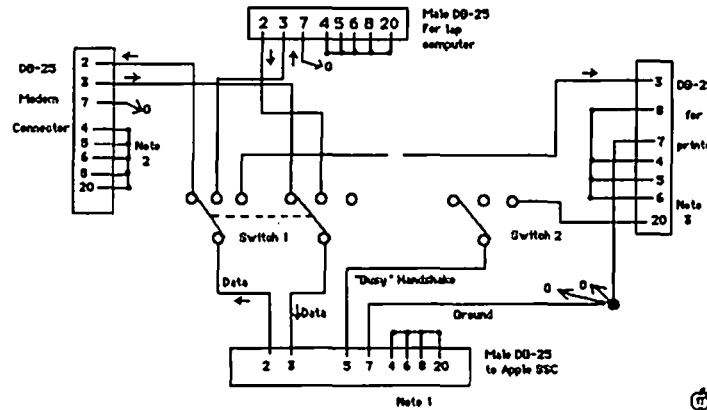 Male DB-25
For lap
computer
2 3 7 4 5 6 8 20
0
DB-25
Modem
Connector
2
3
7
4
5
6
8
20
0
Note
2
3
8
7
4
5
6
20
DB-25
for
Note
3
Switch 1
Switch 2
Data
Data
"Busy" Handshake
Ground
0
0
2 3 5 7 4 6 8 20
Male DB-25
to Apple SSC
Note 1